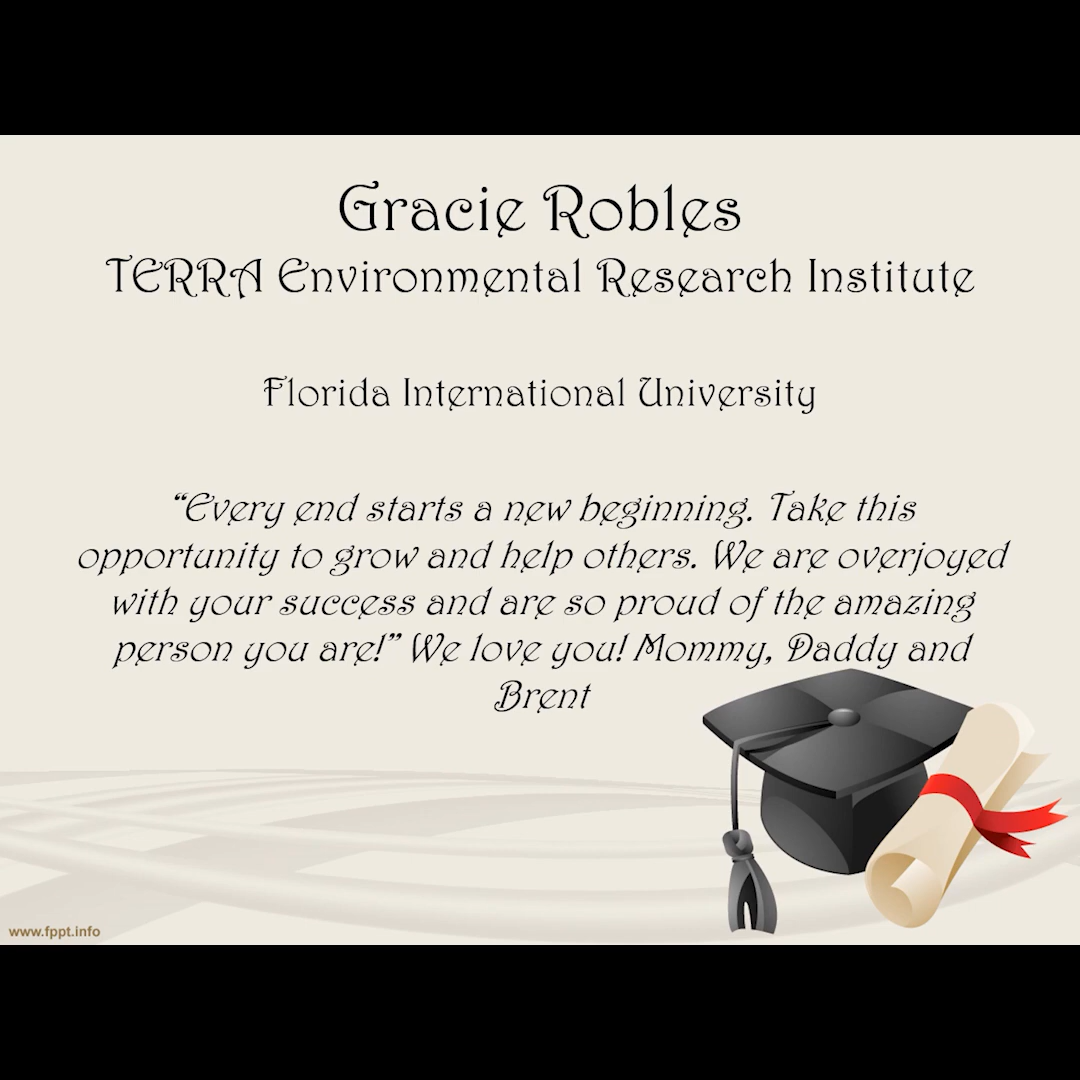 Gracie Robles
TERRA Environmental Research Institute
Florida International University
“Every end starts a new beginning. Take this
opportunity to grow and help others. We are overjoyed
with your success and are so proud of the amazing
person you are!” We love you! Mommy, Daddy and
Brent
www.fppt.info